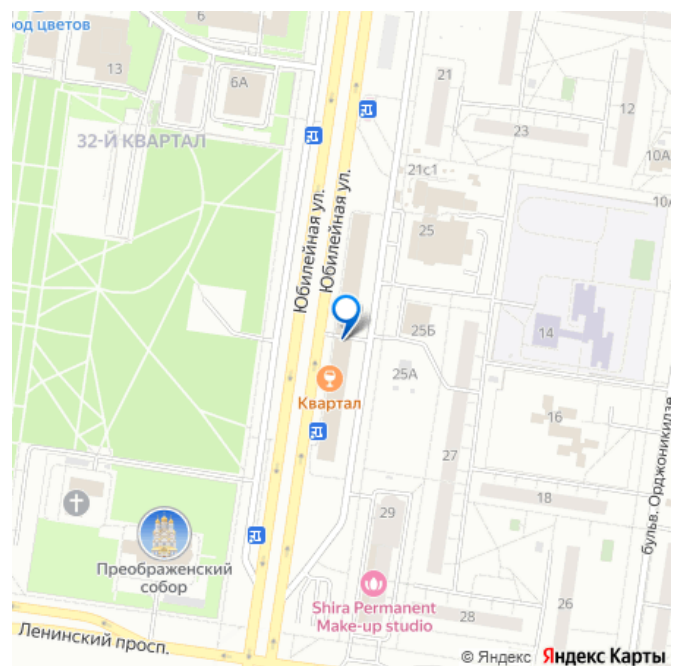 6
род цветов
13
6А
21
12
32-Й КВАРТАЛ
23
10А
21с1
10А
Юбилейная ул.
Юбилейная ул.
25
25Б
14
25А
Квартал
16
27
бульв. Орджоникидзе
18
29
Преображенский
собор
Shira Permanent
Make-up studio
28
26
Ленинский просп.
© Яндекс Яндекс Карты